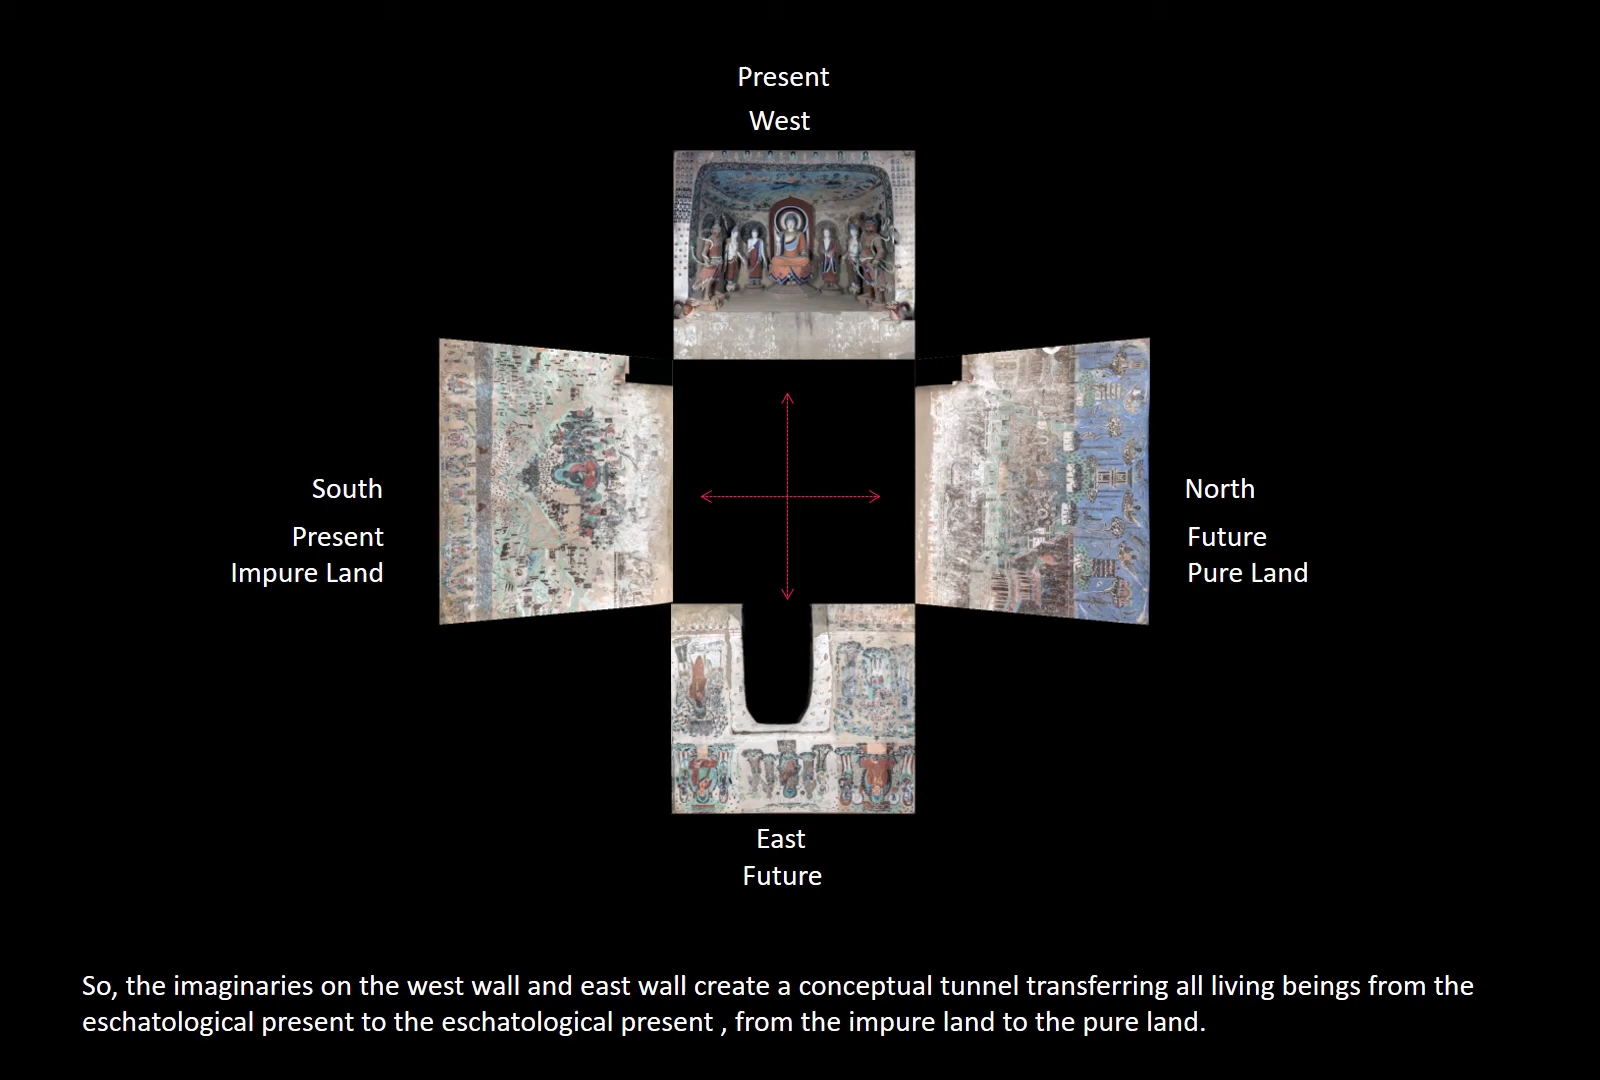 Present
West
South
Present
Impure Land
North
Future
Pure Land
East
Future
So, the imaginaries on the west wall and east wall create a conceptual tunnel transferring all living beings from the
eschatological present to the eschatological present , from the impure land to the pure land.